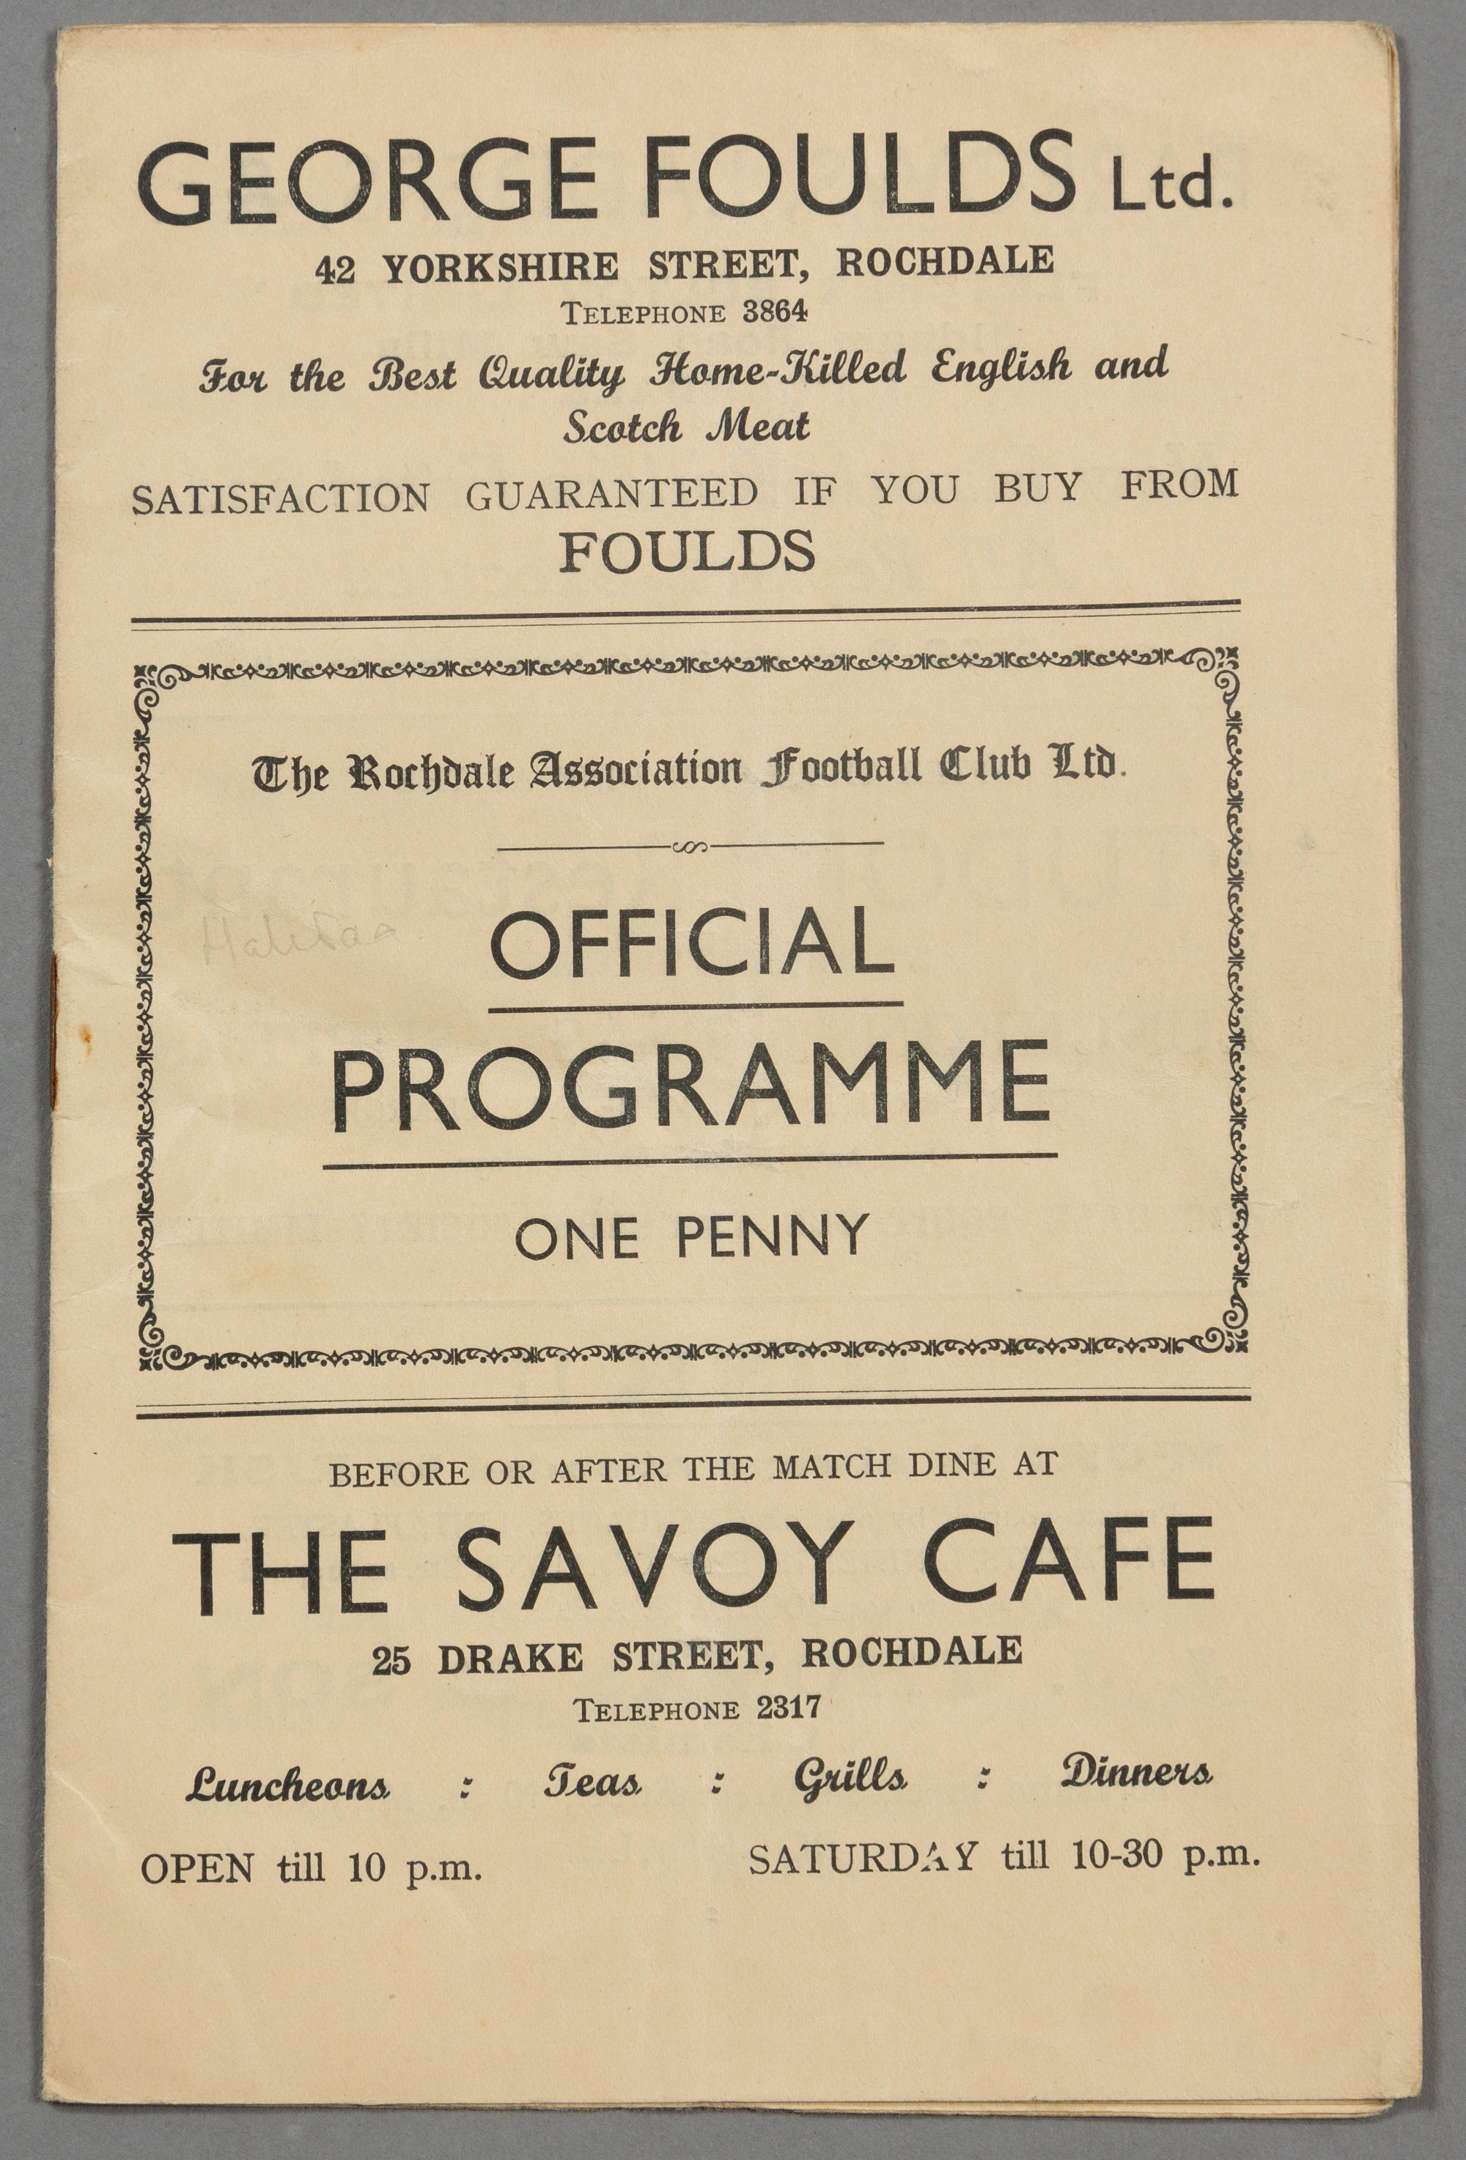 GEORGE FOULDS Ltd.
42 YORKSHIRE STREET, ROCHDALE
TELEPHONE 3864
For the Best Quality Home-Killed English and
Scotch Meat
SATISFACTION GUARANTEED IF YOU BUY FROM
FOULDS
The Rochdale Association Football Club Ltd.
Halifax
OFFICIAL
PROGRAMME
ONE PENNY
BEFORE OR AFTER THE MATCH DINE AT
THE SAVOY CAFE
25 DRAKE STREET, ROCHDALE
TELEPHONE 2317
Luncheons : Teas : Grills : Dinners
OPEN till 10 p.m. SATURDAY till 10-30 p.m.